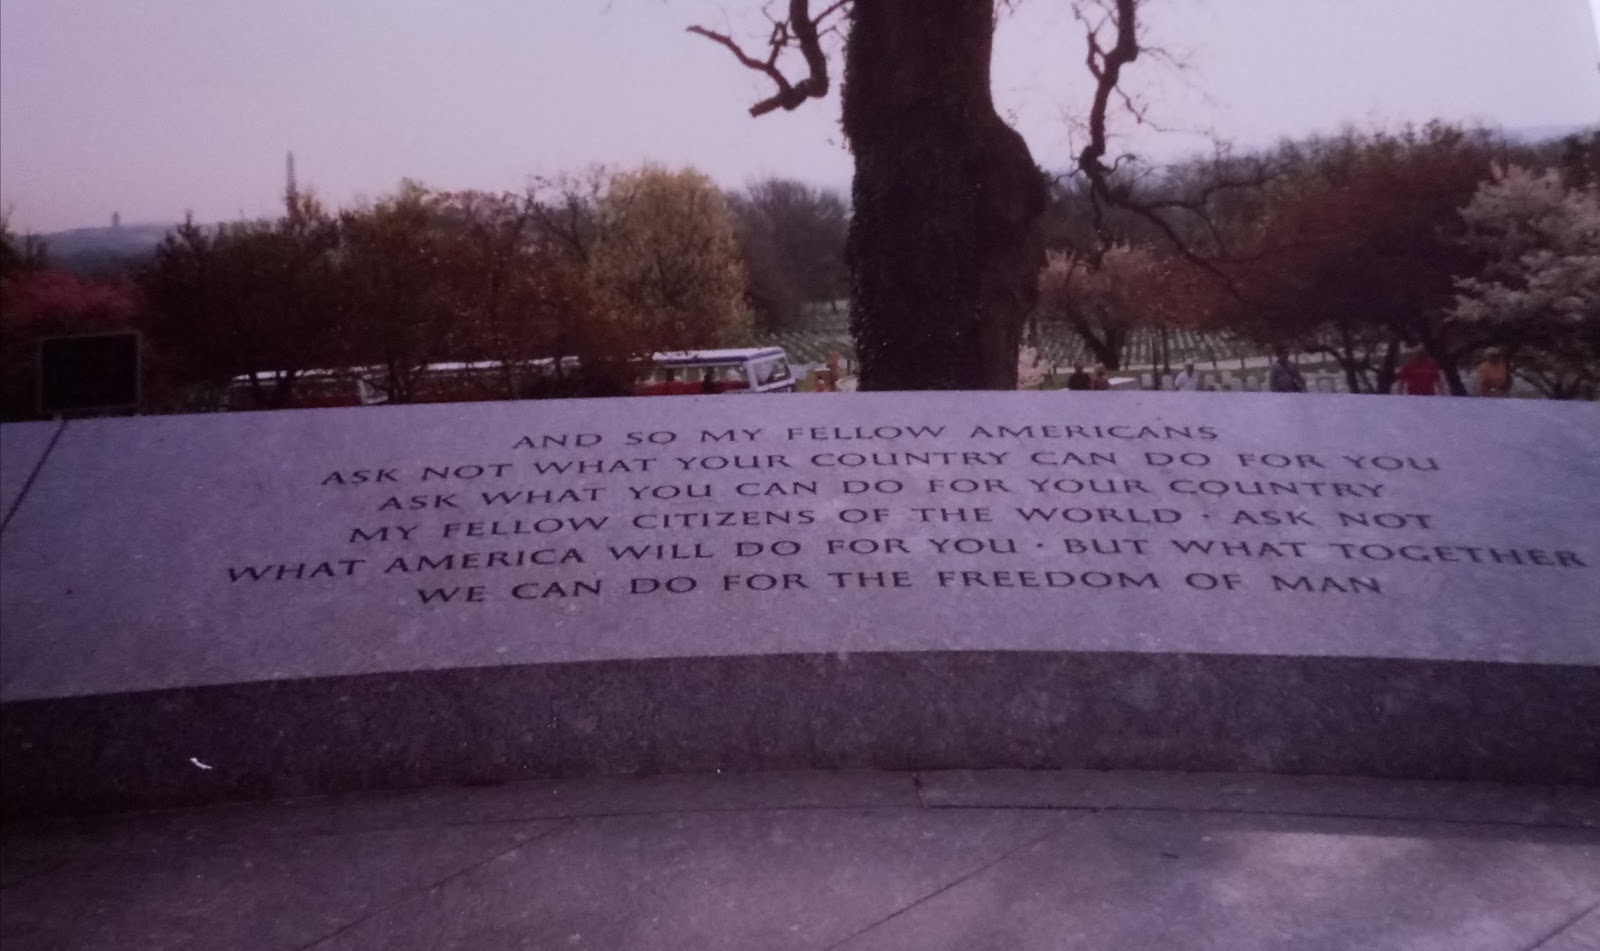 AND SO MY FELLOW AMERICANS
ASK NOT WHAT YOUR COUNTRY CAN DO FOR YOU
ASK WHAT YOU CAN DO FOR YOUR COUNTRY
MY FELLOW CITIZENS OF THE WORLD · ASK NOT
WHAT AMERICA WILL DO FOR YOU · BUT WHAT TOGETHER
WE CAN DO FOR THE FREEDOM OF MAN